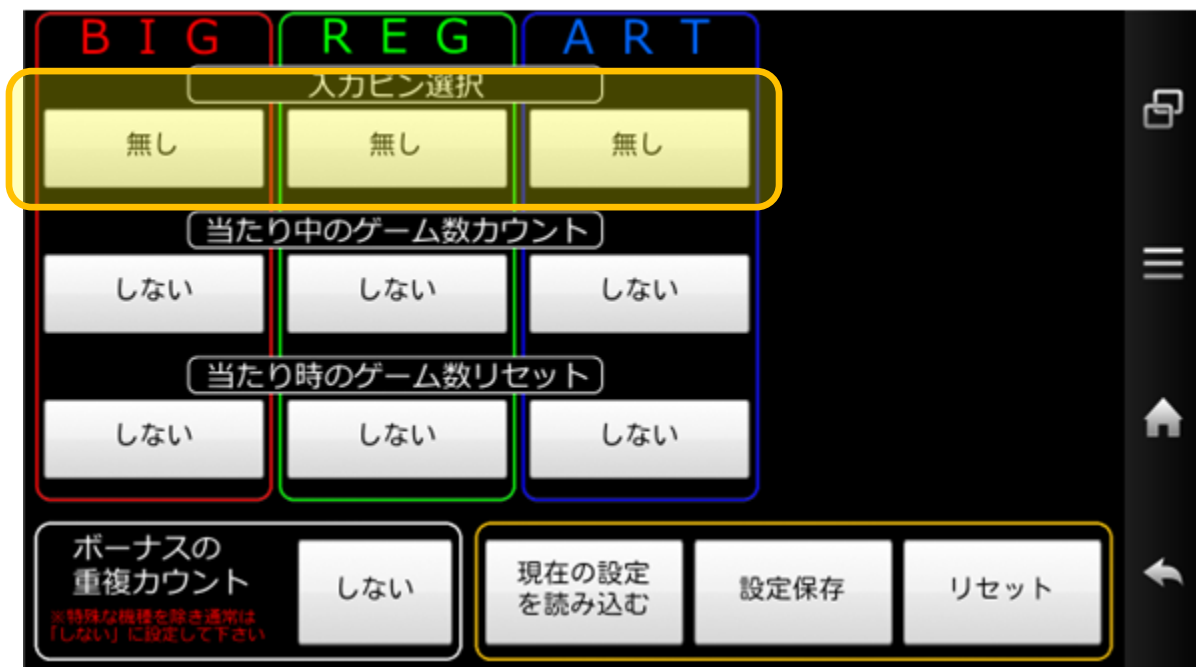 BIG REG ART
入力ピン選択
無し 無し 無し
当たり中のゲーム数カウント
しない しない しない
当たり時のゲーム数リセット
しない しない しない
ボーナスの
重複カウント
※特殊な機種を除き通常は
「しない」に設定して下さい
しない
現在の設定
を読み込む
設定保存
リセット